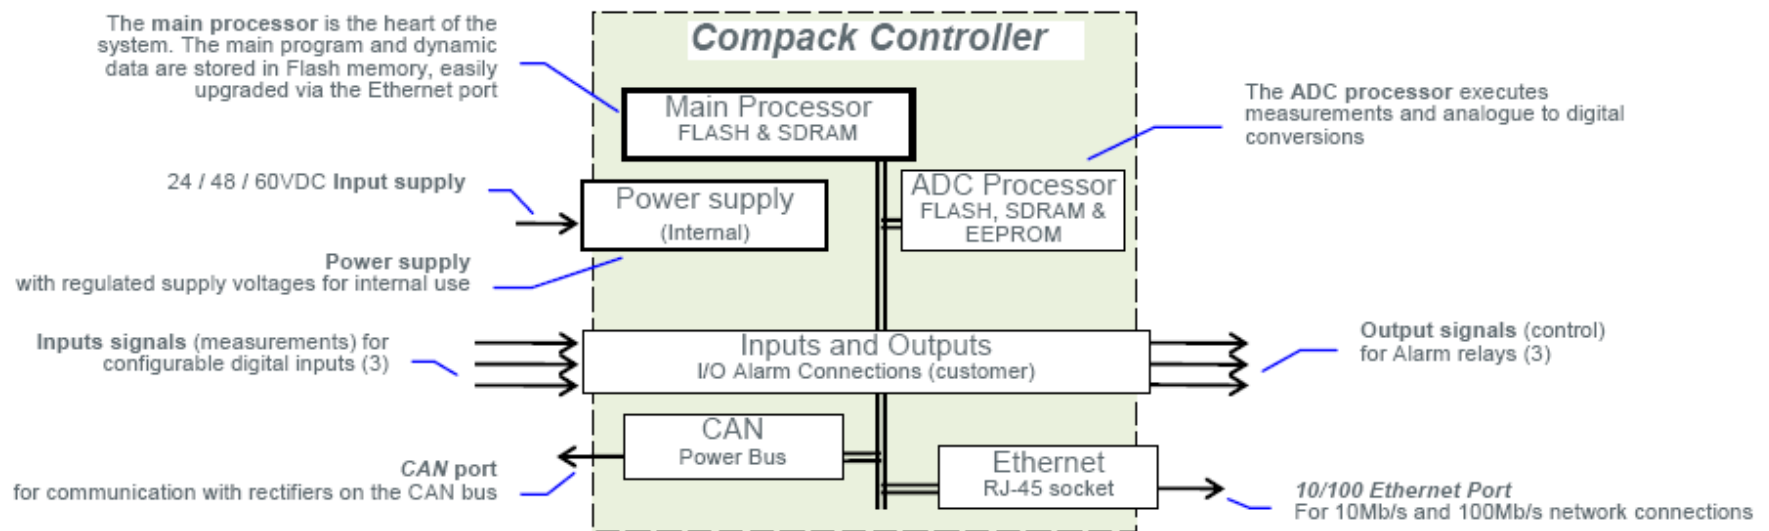 The main processor is the heart of the
system. The main program and dynamic
data are stored in Flash memory, easily
upgraded via the Ethernet port
Compack Controller
Main Processor
FLASH & SDRAM
The ADC processor executes
measurements and analogue to digital
conversions
24 / 48 / 60VDC Input supply
Power supply
(Internal)
ADC Processor
FLASH, SDRAM &
EEPROM
Power supply
with regulated supply voltages for internal use
Inputs signals (measurements) for
configurable digital inputs (3)
Inputs and Outputs
I/O Alarm Connections (customer)
Output signals (control)
for Alarm relays (3)
CAN
Power Bus
CAN port
for communication with rectifiers on the CAN bus
Ethernet
RJ-45 socket
10/100 Ethernet Port
For 10Mb/s and 100Mb/s network connections